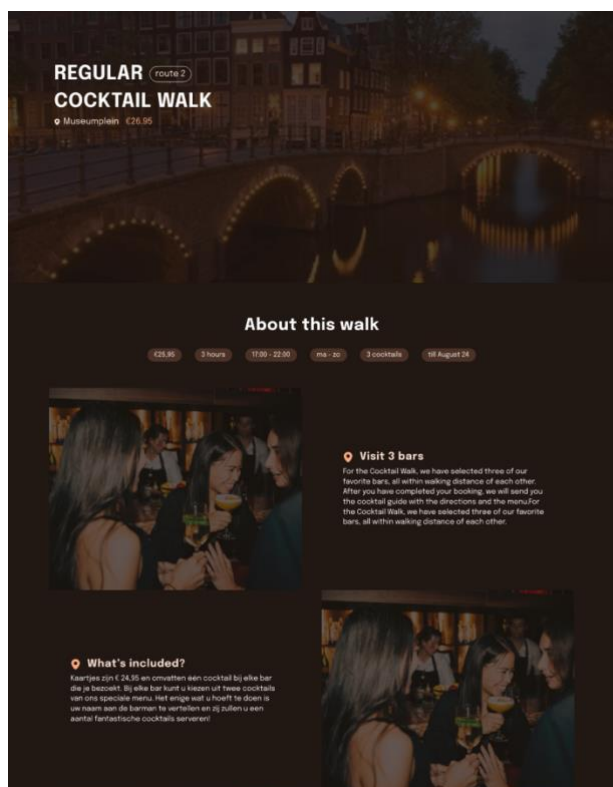 REGULAR route 2
COCKTAIL WALK
Museumplein €26,95
About this walk
€25,95 3 hours 17:00 - 22:00 ma - zo 3 cocktails till August 24
Visit 3 bars
For the Cocktail Walk, we have selected three of our
favorite bars, all within walking distance of each other.
After you have completed your booking, we will send you
the cocktail guide with the directions and the menu.For
the Cocktail Walk, we have selected three of our favorite
bars, all within walking distance of each other.
What's included?
Kaartjes zijn € 24,95 en omvatten één cocktail bij elke bar
die je bezoekt. Bij elke bar kunt u kiezen uit twee cocktails
van ons speciale menu. Het enige wat u hoeft te doen is
uw naam aan de barman te vertellen en zij zullen u een
aantal fantastische cocktails serveren!